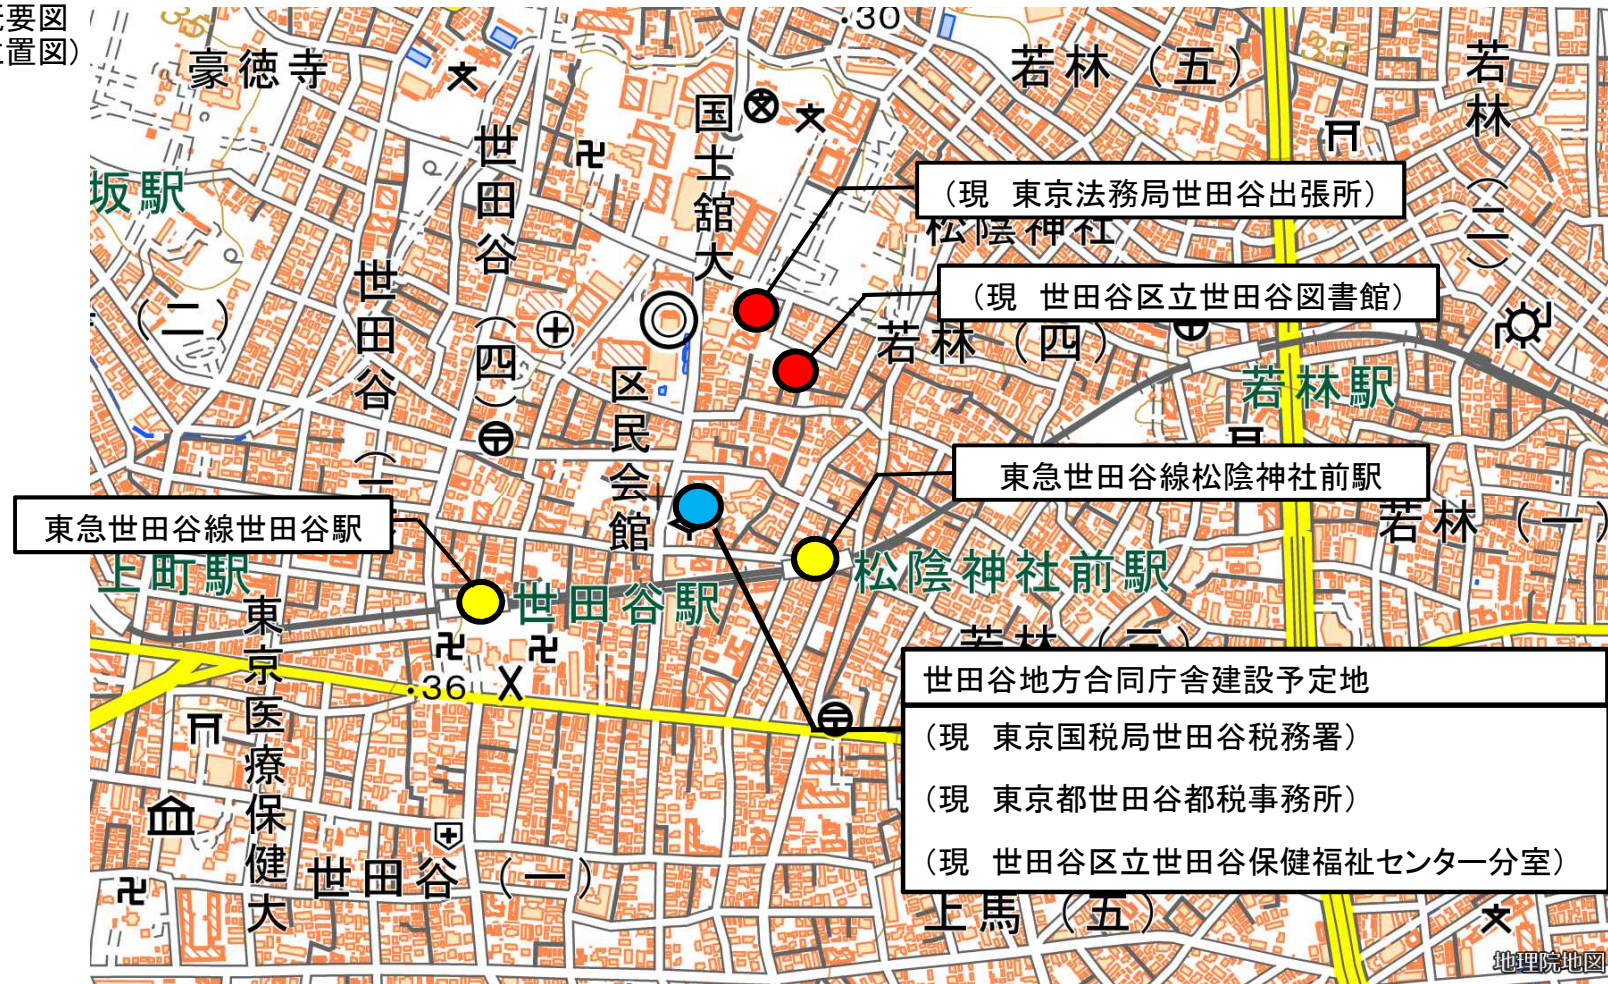 概要図
位置図）
・30
35
35
豪徳寺
国士舘大
若林（五）
若林（二）
世田谷（四）
坂駅
（現　東京法務局世田谷出張所）
松陰神社
世田谷
（二）
（現　世田谷区立世田谷図書館）
若林（四）
若林駅
区民会館
東急世田谷線松陰神社前駅
東急世田谷線世田谷駅
若林（一）
上町駅
世田谷駅
松陰神社前駅
東京医療保健大
若林（三）
・36
世田谷地方合同庁舎建設予定地
（現　東京国税局世田谷税務署）
（現　東京都世田谷都税事務所）
（現　世田谷区立世田谷保健福祉センター分室）
世田谷（一）
上馬（五）
地理院地図